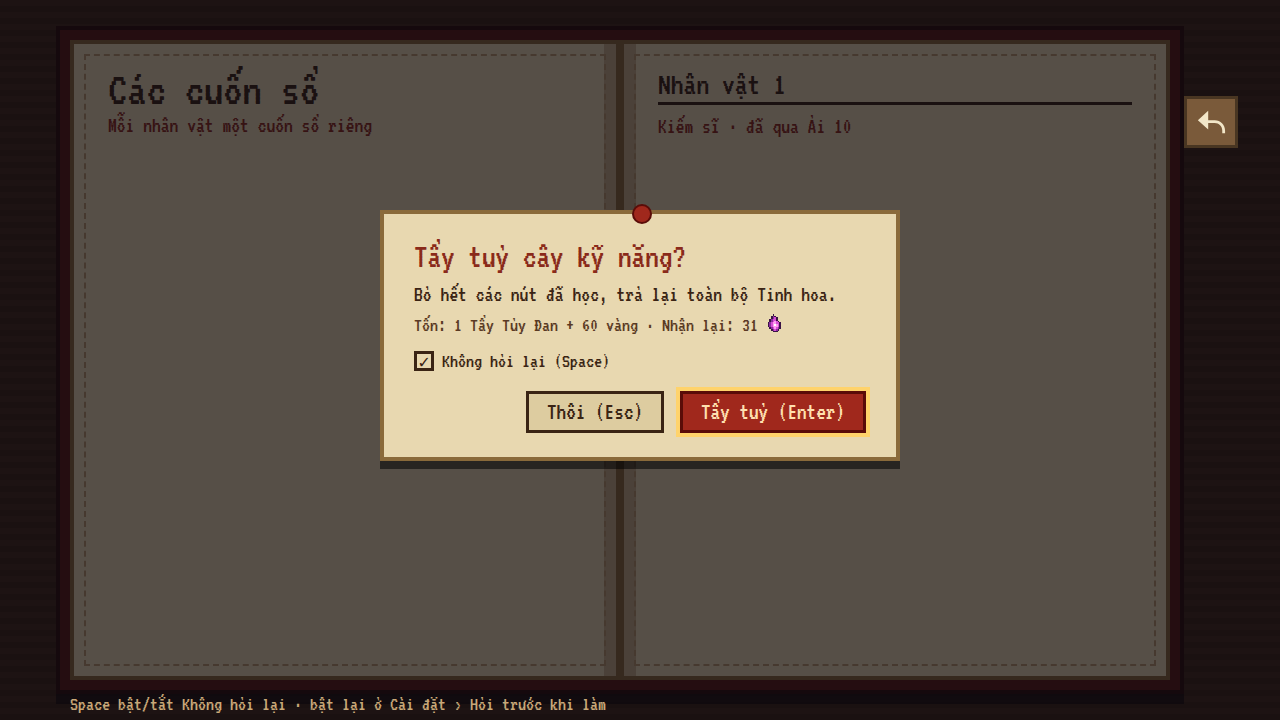 Các cuốn sổ
Mỗi nhân vật một cuốn sổ riêng
Nhân vật 1
Kiếm sĩ · đã qua Ải 10
Tẩy tuỷ cây kỹ năng?
Bỏ hết các nút đã học, trả lại toàn bộ Tinh hoa.
Tốn: 1 Tẩy Tủy Đan + 60 vàng · Nhận lại: 31
Không hỏi lại (Space)
Thôi (Esc)
Tẩy tuỷ (Enter)
Space bật/tắt Không hỏi lại · bật lại ở Cài đặt › Hỏi trước khi làm